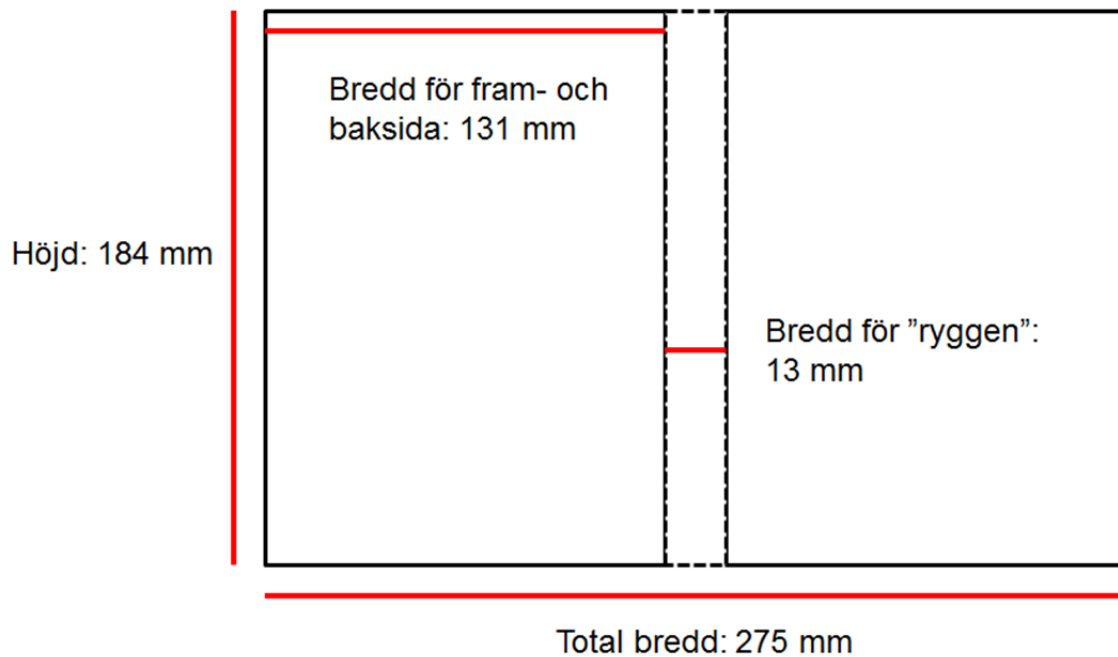 Bredd för fram- och
baksida: 131 mm
Höjd: 184 mm
Bredd för ”ryggen”:
13 mm
Total bredd: 275 mm